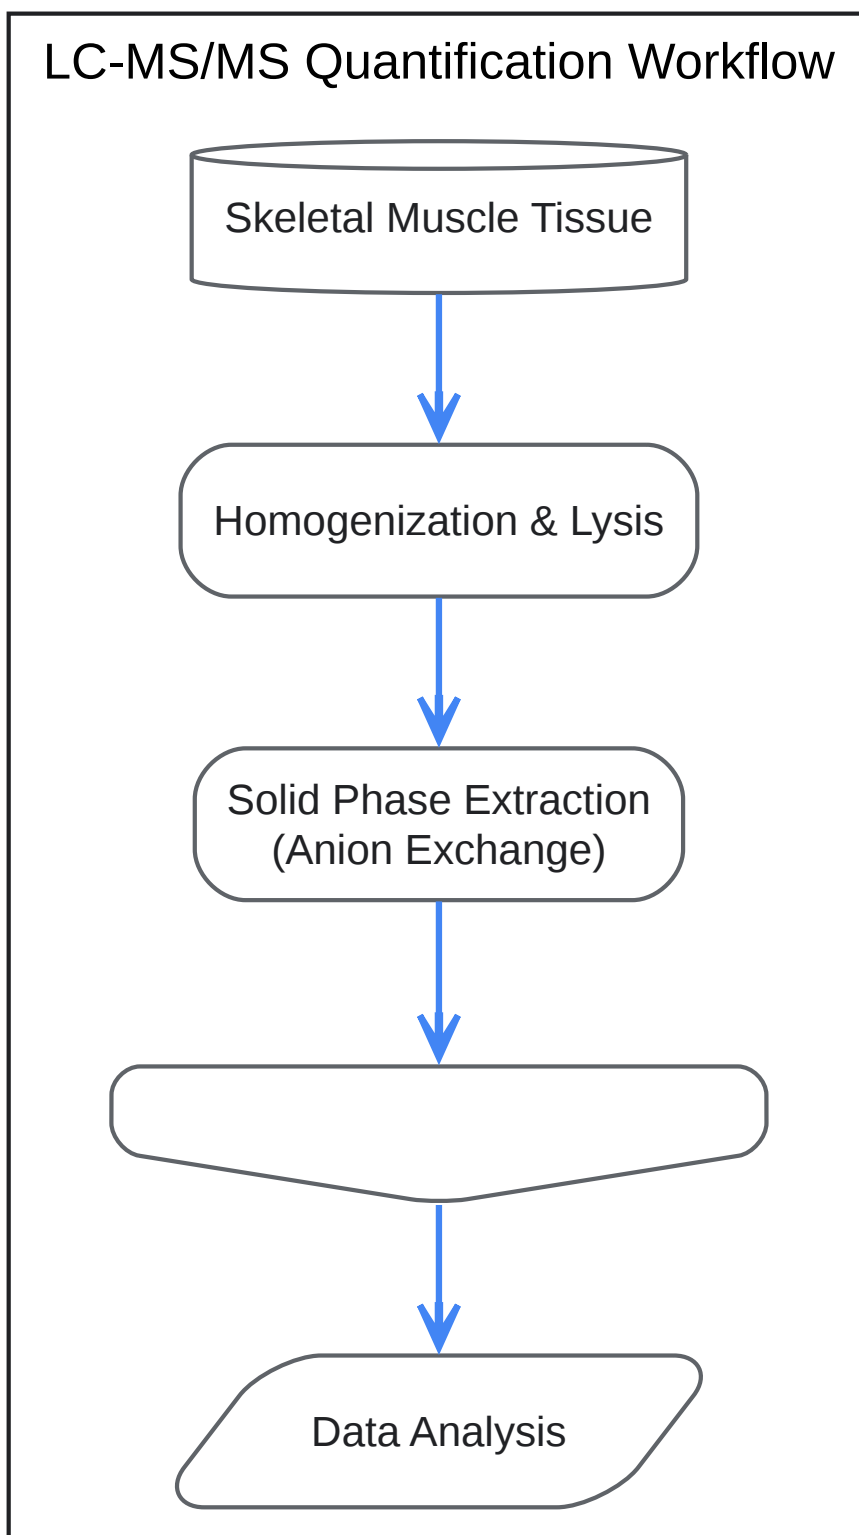 LC-MS/MS Quantification Workflow
Skeletal Muscle Tissue
Homogenization & Lysis
Solid Phase Extraction
(Anion Exchange)
Data Analysis